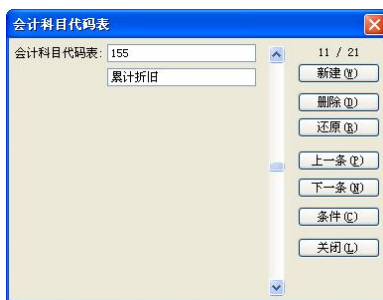 会计科目代码表
会计科目代码表: 155
累计折旧
11 / 21
新建(W)
删除(D)
还原(R)
上一条(P)
下一条(N)
条件(C)
关闭(L)